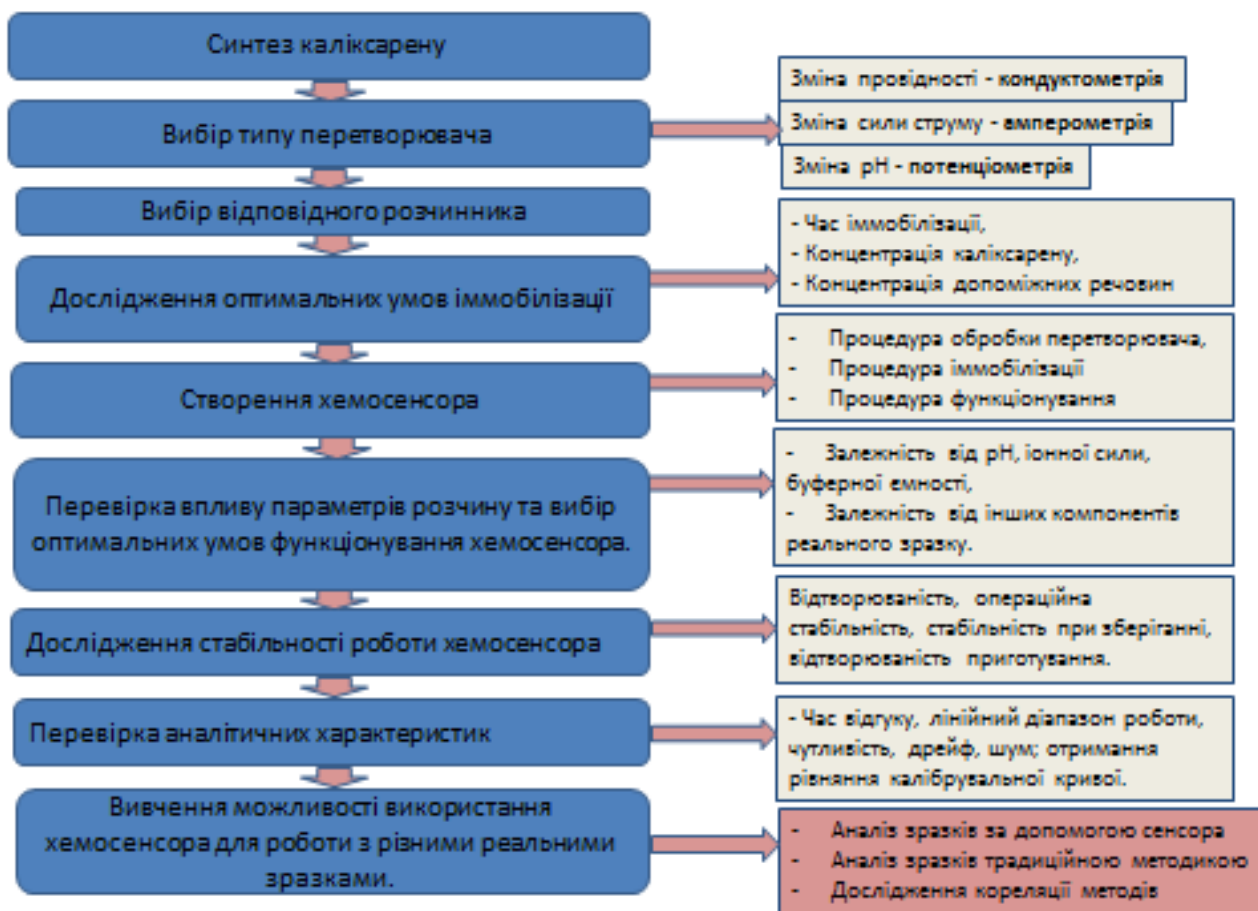 Синтез каліксарену
Вибір типу перетворювача
Зміна провідності - кондуктометрія
Зміна сили струму - амперометрія
Зміна рН - потенціометрія
Вибір відповідного розчинника
Дослідження оптимальних умов іммобілізації
- Час іммобілізації,
- Концентрація каліксарену,
- Концентрація допоміжних речовин
Створення хемосенсора
- Процедура обробки перетворювача,
- Процедура іммобілізації
- Процедура функціонування
Перевірка впливу параметрів розчину та вибір
оптимальних умов функціонування хемосенсора.
- Залежність від рН, іонної сили,
буферної ємності,
- Залежність від інших компонентів
реального зразку.
Дослідження стабільності роботи хемосенсора
Відтворюваність, операційна
стабільність, стабільність при зберіганні,
відтворюваність приготування.
Перевірка аналітичних характеристик
- Час відгуку, лінійний діапазон роботи,
чутливість, дрейф, шум; отримання
рівняння калібрувальної кривої.
Вивчення можливості використання
хемосенсора для роботи з різними реальними
зразками.
- Аналіз зразків за допомогою сенсора
- Аналіз зразків традиційною методикою
- Дослідження кореляції методів